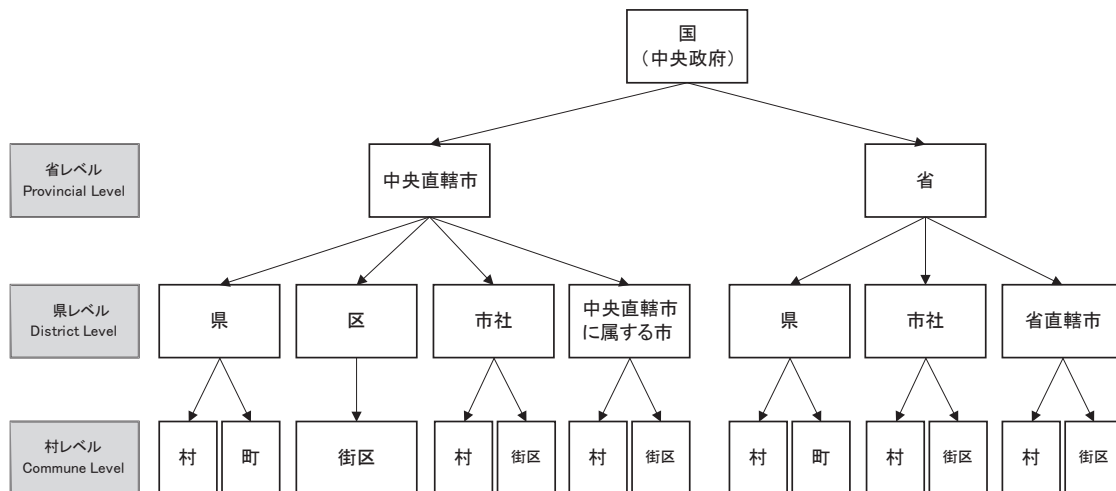 国
（中央政府）
省レベル
Provincial Level
中央直轄市
省
県レベル
District Level
県
区
市社
中央直轄市
に属する市
県
市社
省直轄市
村レベル
Commune Level
村
町
街区
村
街区
村
街区
村
町
村
街区
村
街区